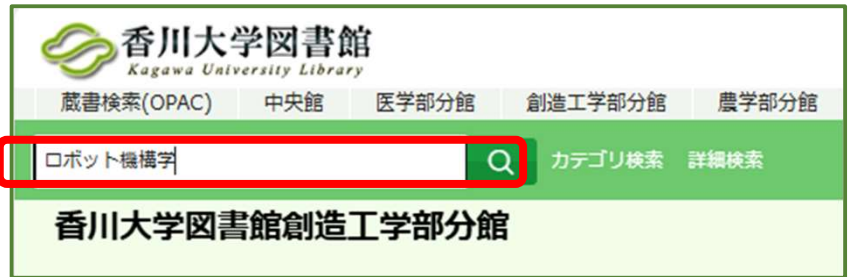 香川大学図書館
Kagawa University Library
蔵書検索(OPAC) 中央館 医学部分館 創造工学部分館 農学部分館
ロボット機構学 カテゴリ検索 詳細検索
香川大学図書館創造工学部分館